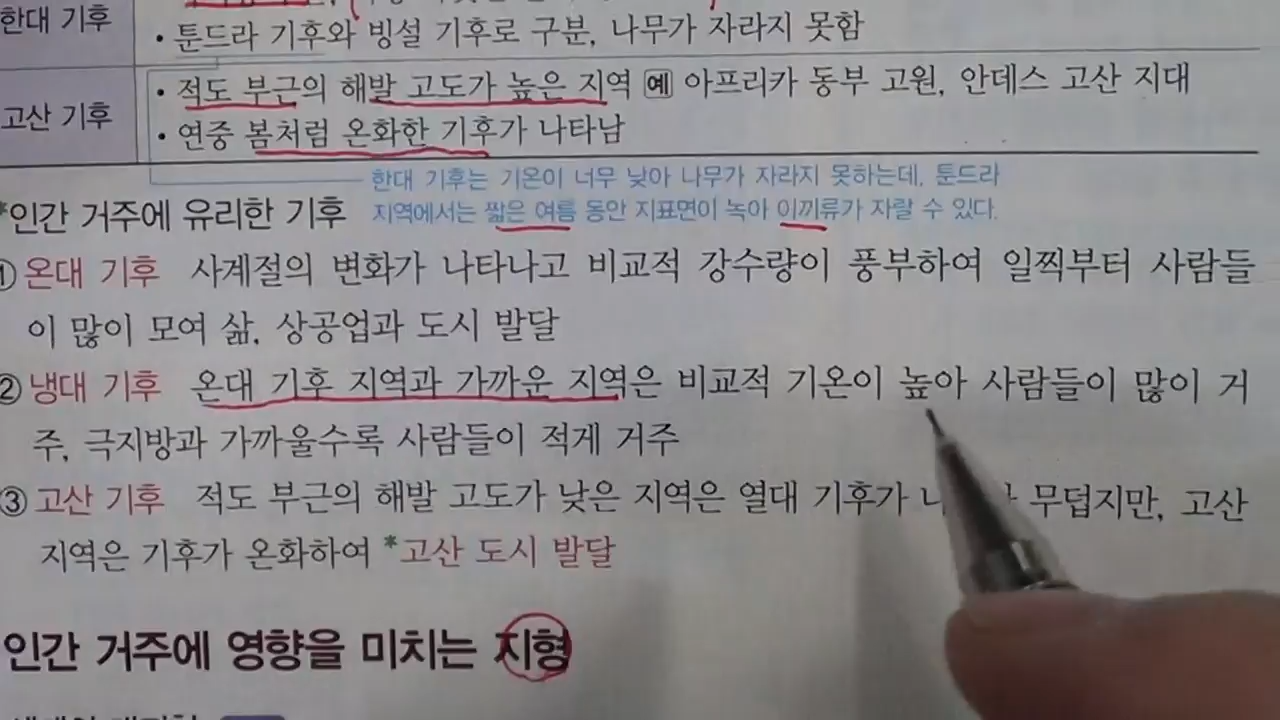 한대 기후
• 툰드라 기후와 빙설 기후로 구분, 나무가 자라지 못함
고산 기후
• 적도 부근의 해발 고도가 높은 지역 예 아프리카 동부 고원, 안데스 고산 지대
• 연중 봄처럼 온화한 기후가 나타남
한대 기후는 기온이 너무 낮아 나무가 자라지 못하는데, 툰드라
지역에서는 짧은 여름 동안 지표면이 녹아 이끼류가 자랄 수 있다.
*인간 거주에 유리한 기후
① 온대 기후 사계절의 변화가 나타나고 비교적 강수량이 풍부하여 일찍부터 사람들
이 많이 모여 삶, 상공업과 도시 발달
② 냉대 기후 온대 기후 지역과 가까운 지역은 비교적 기온이 높아 사람들이 많이 거
주, 극지방과 가까울수록 사람들이 적게 거주
③ 고산 기후 적도 부근의 해발 고도가 낮은 지역은 열대 기후가 무덥지만, 고산
지역은 기후가 온화하여 *고산 도시 발달
인간 거주에 영향을 미치는 지형